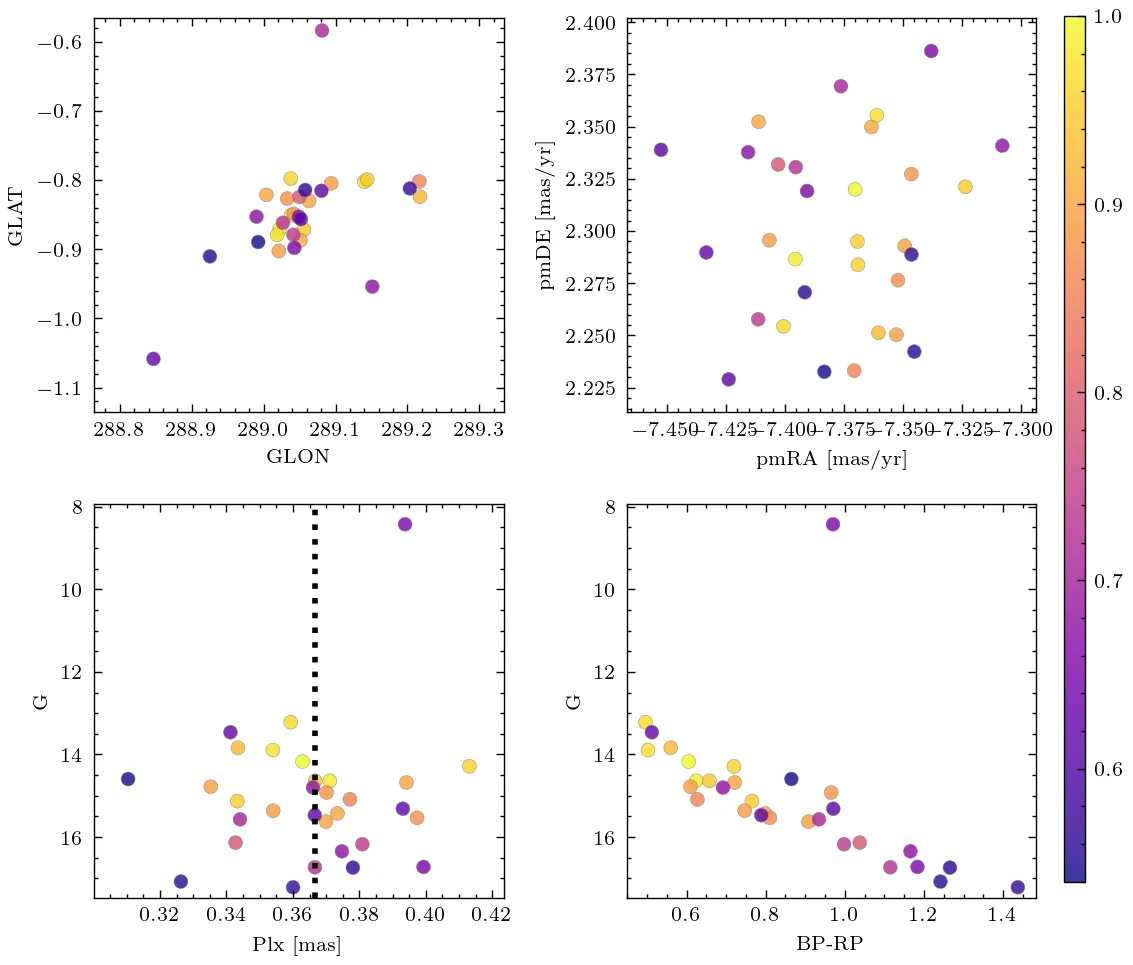 −0.6
−0.7
−0.8
−0.9
−1.0
−1.1
GLAT
288.8 288.9 289.0 289.1 289.2 289.3
GLON
2.400
2.375
2.350
2.325
2.300
2.275
2.250
2.225
pmDE [mas/yr]
−7.450 −7.425 −7.400 −7.375 −7.350 −7.325 −7.300
pmRA [mas/yr]
1.0
0.9
0.8
0.7
0.6
8
10
12
14
16
G
0.32 0.34 0.36 0.38 0.40 0.42
Plx [mas]
8
10
12
14
16
G
0.6 0.8 1.0 1.2 1.4
BP-RP